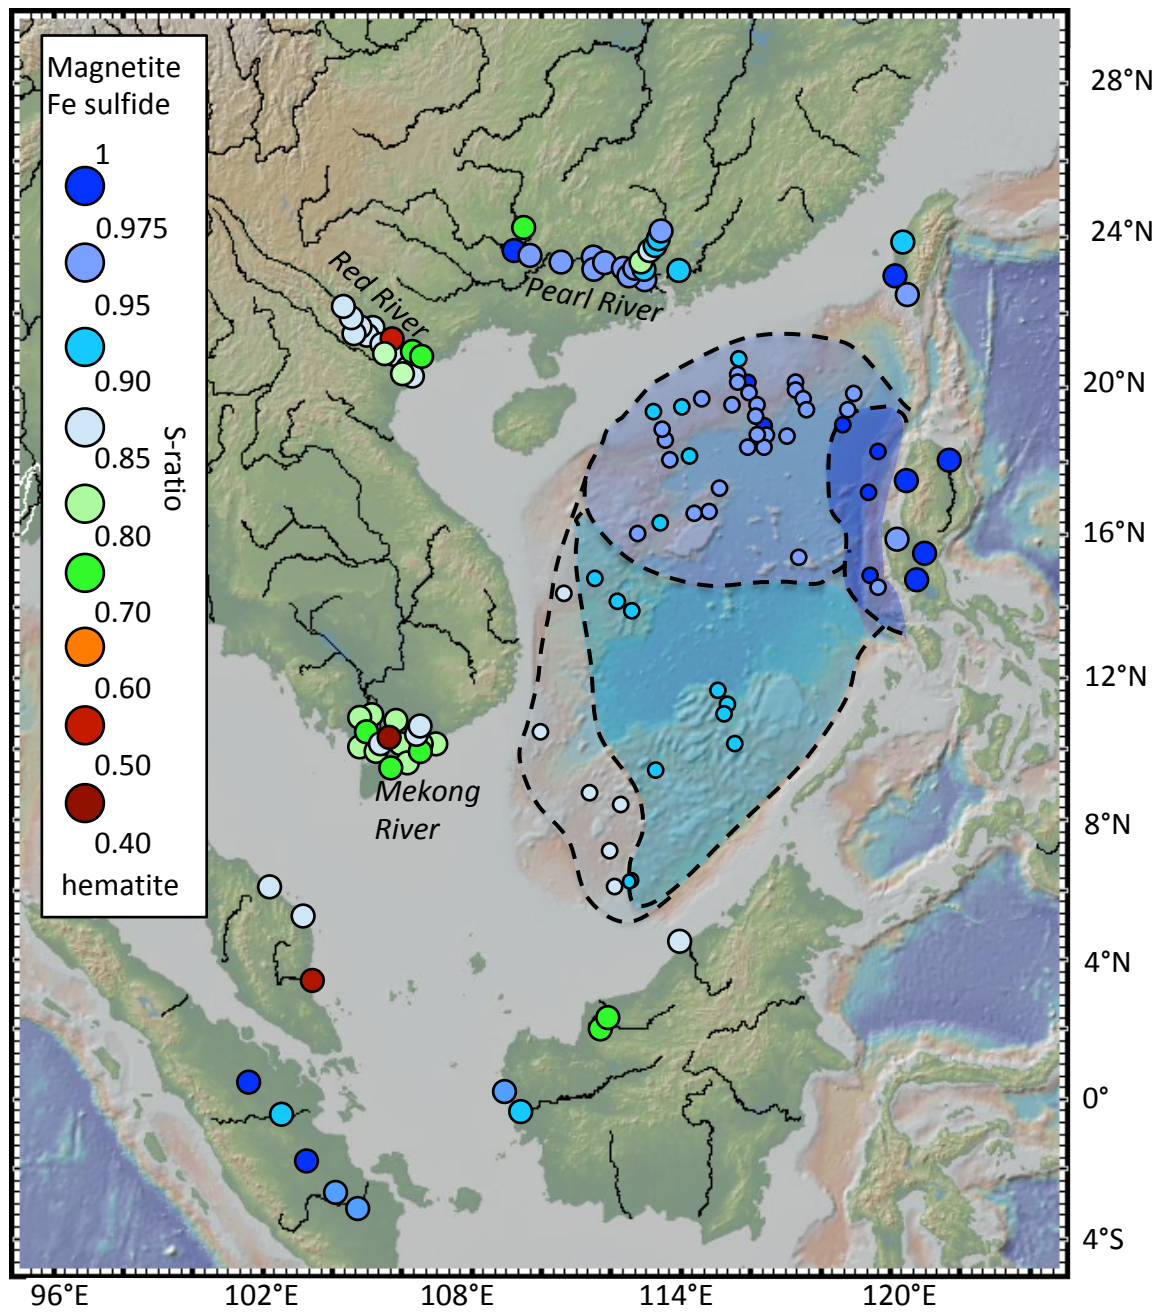 Magnetite
Fe sulfide
1
0.975
0.95
0.90
0.85
0.80
0.70
0.60
0.50
0.40
hematite
S-ratio
Red River
Pearl River
Mekong
River
28°N
24°N
20°N
16°N
12°N
8°N
4°N
0°
4°S
96°E
102°E
108°E
114°E
120°E